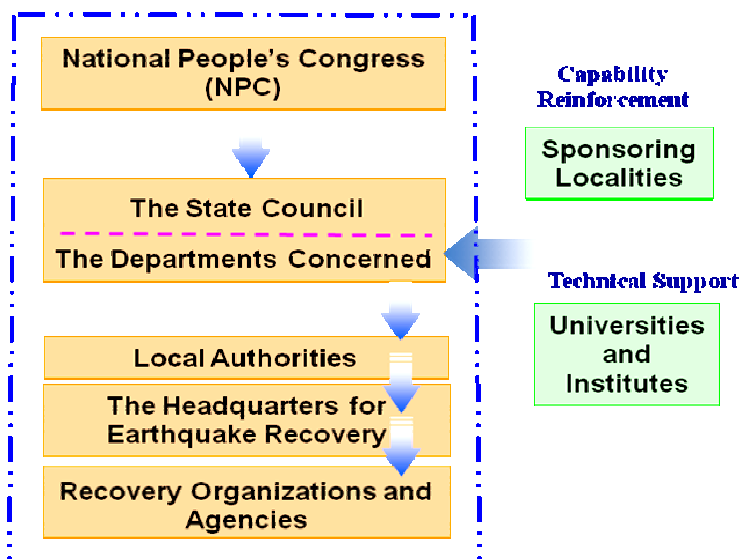 National People's Congress
(NPC)
The State Council
The Departments Concerned
Local Authorities
The Headquarters for
Earthquake Recovery
Recovery Organizations and
Agencies
Capability
Reinforcement
Sponsoring
Localities
Technical Support
Universities
and
Institutes